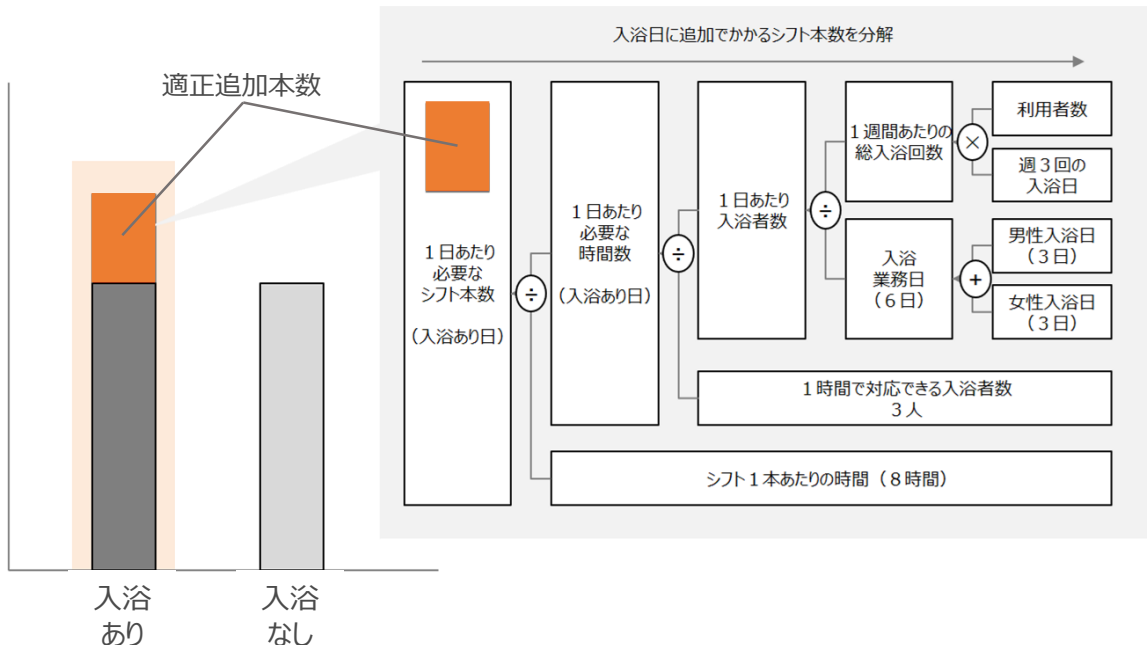 入浴日に追加でかかるシフト本数を分解
適正追加本数
1日あたり
必要な
シフト本数
(入浴あり日)
÷
1日あたり
必要な
時間数
(入浴あり日)
÷
1日あたり
入浴者数
÷
1週間あたりの
総入浴回数
×
利用者数
週3回の
入浴日
入浴
業務日
(6日)
+
男性入浴日
(3日)
女性入浴日
(3日)
1時間で対応できる入浴者数
3人
シフト1本あたりの時間(8時間)
入浴
あり
入浴
なし